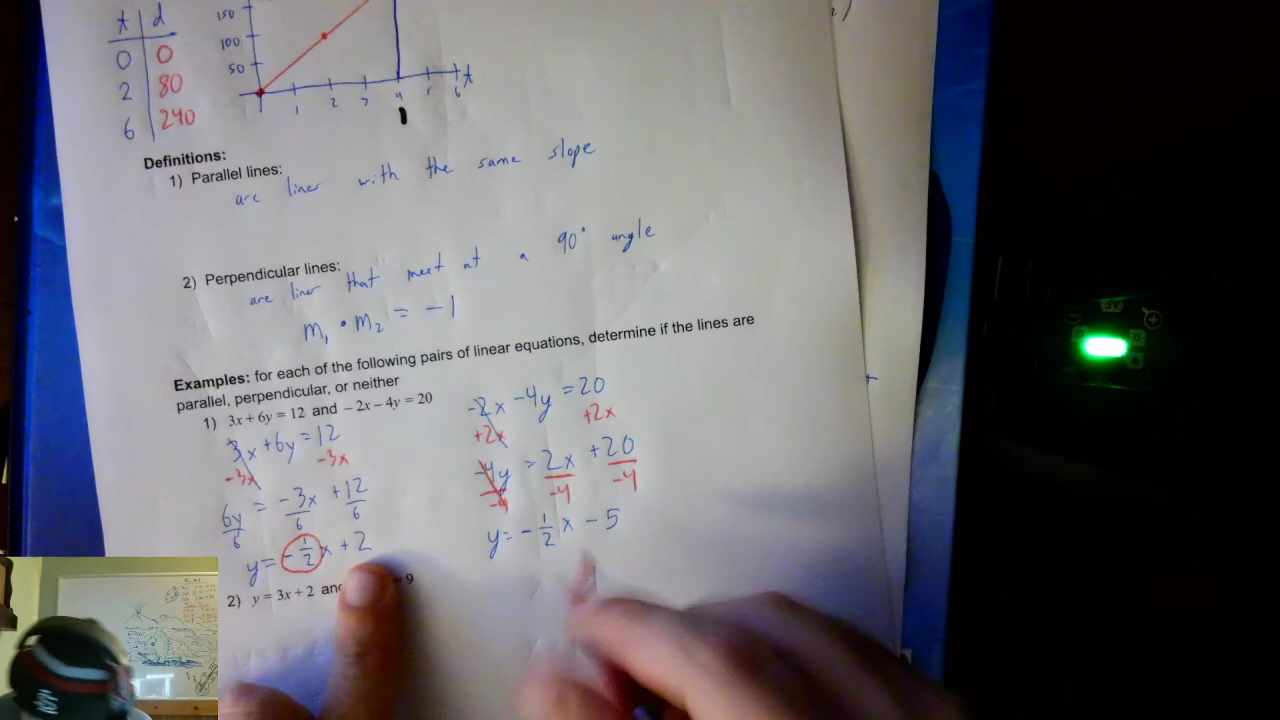 t d
0 0
2 80
6 240
150
100
50
1 2 3 4 5 6 t
Definitions:
1) Parallel lines:
are lines with the same slope
2) Perpendicular lines:
are lines that meet at a 90° angle
m₁ • m₂ = -1
Examples: for each of the following pairs of linear equations, determine if the lines are
parallel, perpendicular, or neither
1) 3x + 6y = 12 and -2x - 4y = 20
3x + 6y = 12
-3x -3x
6y/6 = -3x/6 + 12/6
y = -1/2 x + 2
-2x - 4y = 20
+2x +2x
-4y/-4 = 2x/-4 + 20/-4
y = -1/2 x - 5
2) y = 3x + 2 and = 9